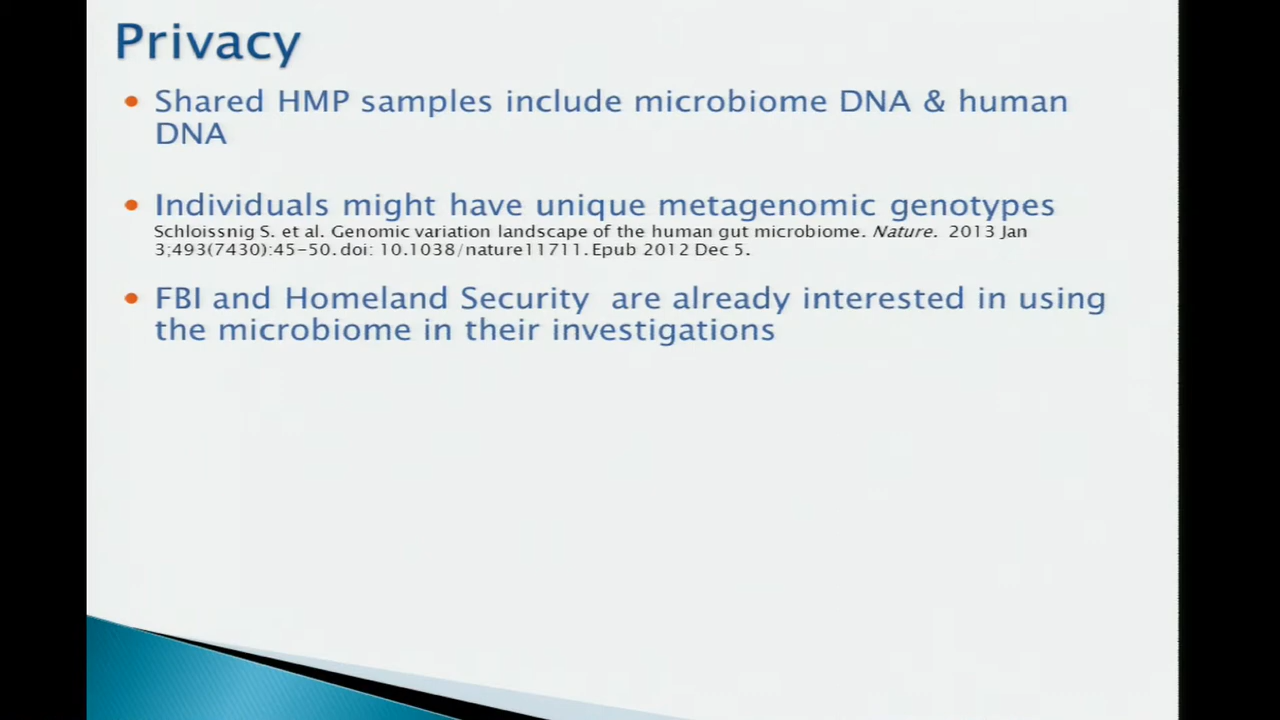 Privacy
Shared HMP samples include microbiome DNA & human
DNA
Individuals might have unique metagenomic genotypes
Schloissnig S. et al. Genomic variation landscape of the human gut microbiome. Nature. 2013 Jan
3;493(7430):45-50. doi: 10.1038/nature11711. Epub 2012 Dec 5.
FBI and Homeland Security are already interested in using
the microbiome in their investigations